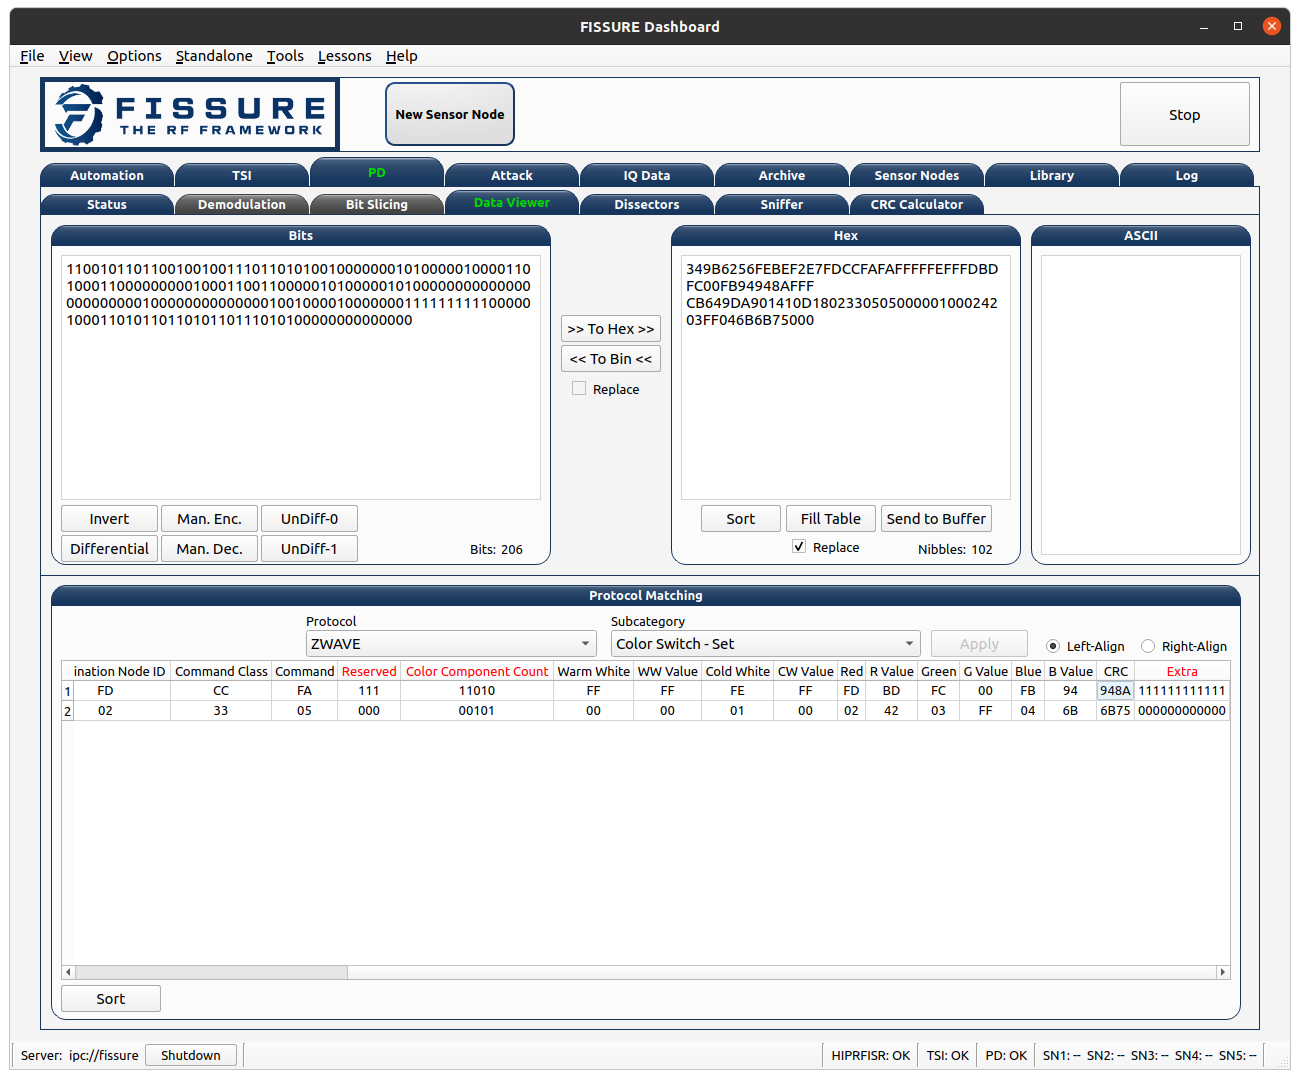 FISSURE Dashboard
File View Options Standalone Tools Lessons Help
FISSURE
THE RF FRAMEWORK
New Sensor Node
Stop
Automation TSI PD Attack IQ Data Archive Sensor Nodes Library Log
Status Demodulation Bit Slicing Data Viewer Dissectors Sniffer CRC Calculator
Bits
1100101101100100100111011010100100000001010000010000110
1000110000000001000110011000001010000010100000000000000
0000000001000000000000001001000010000000111111111100000
100011010110110101101110101000000000000
Invert Man. Enc. UnDiff-0
Differential Man. Dec. UnDiff-1
Bits: 206
>> To Hex >>
<< To Bin <<
Replace
Hex
349B6256FEBEF2E7FDCCFAFAFFFFFEFFFDBD
FC00FB94948AFFF
CB649DA901410D1802330505000001000242
03FF046B6B75000
Sort Fill Table Send to Buffer
Replace
Nibbles: 102
ASCII
Protocol Matching
Protocol Subcategory
ZWAVE Color Switch - Set Apply Left-Align Right-Align
ination Node ID Command Class Command Reserved Color Component Count Warm White WW Value Cold White CW Value Red R Value Green G Value Blue B Value CRC Extra
1 FD CC FA 111 11010 FF FF FE FF FD BD FC 00 FB 94 948A 111111111111
2 02 33 05 000 00101 00 00 01 00 02 42 03 FF 04 6B 6B75 000000000000
Sort
Server: ipc://fissure Shutdown HIPRFISR: OK TSI: OK PD: OK SN1: -- SN2: -- SN3: -- SN4: -- SN5: --